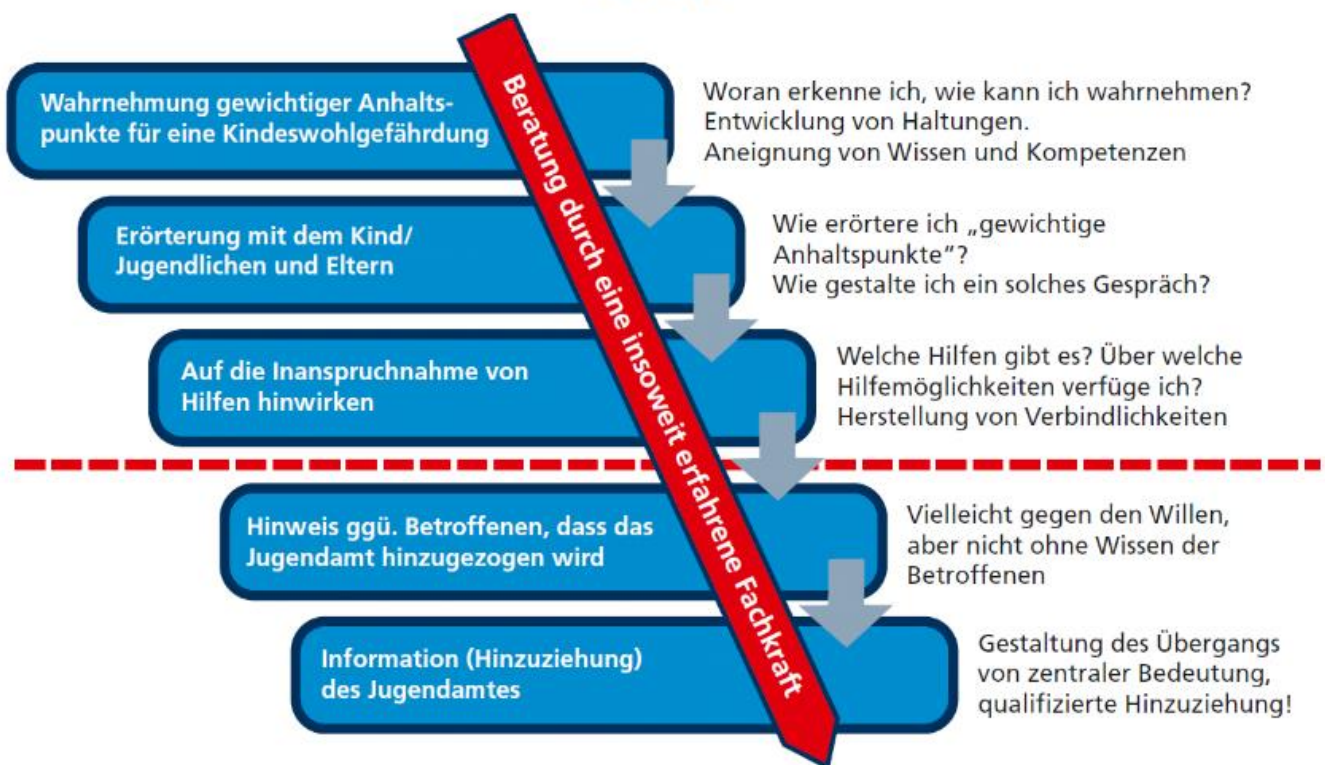 Wahrnehmung gewichtiger Anhalts-
punkte für eine Kindeswohlgefährdung
Woran erkenne ich, wie kann ich wahrnehmen?
Entwicklung von Haltungen.
Aneignung von Wissen und Kompetenzen
Beratung durch eine insoweit erfahrene Fachkraft
Erörterung mit dem Kind/
Jugendlichen und Eltern
Wie erörtere ich „gewichtige
Anhaltspunkte“?
Wie gestalte ich ein solches Gespräch?
Auf die Inanspruchnahme von
Hilfen hinwirken
Welche Hilfen gibt es? Über welche
Hilfemöglichkeiten verfüge ich?
Herstellung von Verbindlichkeiten
Hinweis ggü. Betroffenen, dass das
Jugendamt hinzugezogen wird
Vielleicht gegen den Willen,
aber nicht ohne Wissen der
Betroffenen
Information (Hinzuziehung)
des Jugendamtes
Gestaltung des Übergangs
von zentraler Bedeutung,
qualifizierte Hinzuziehung!